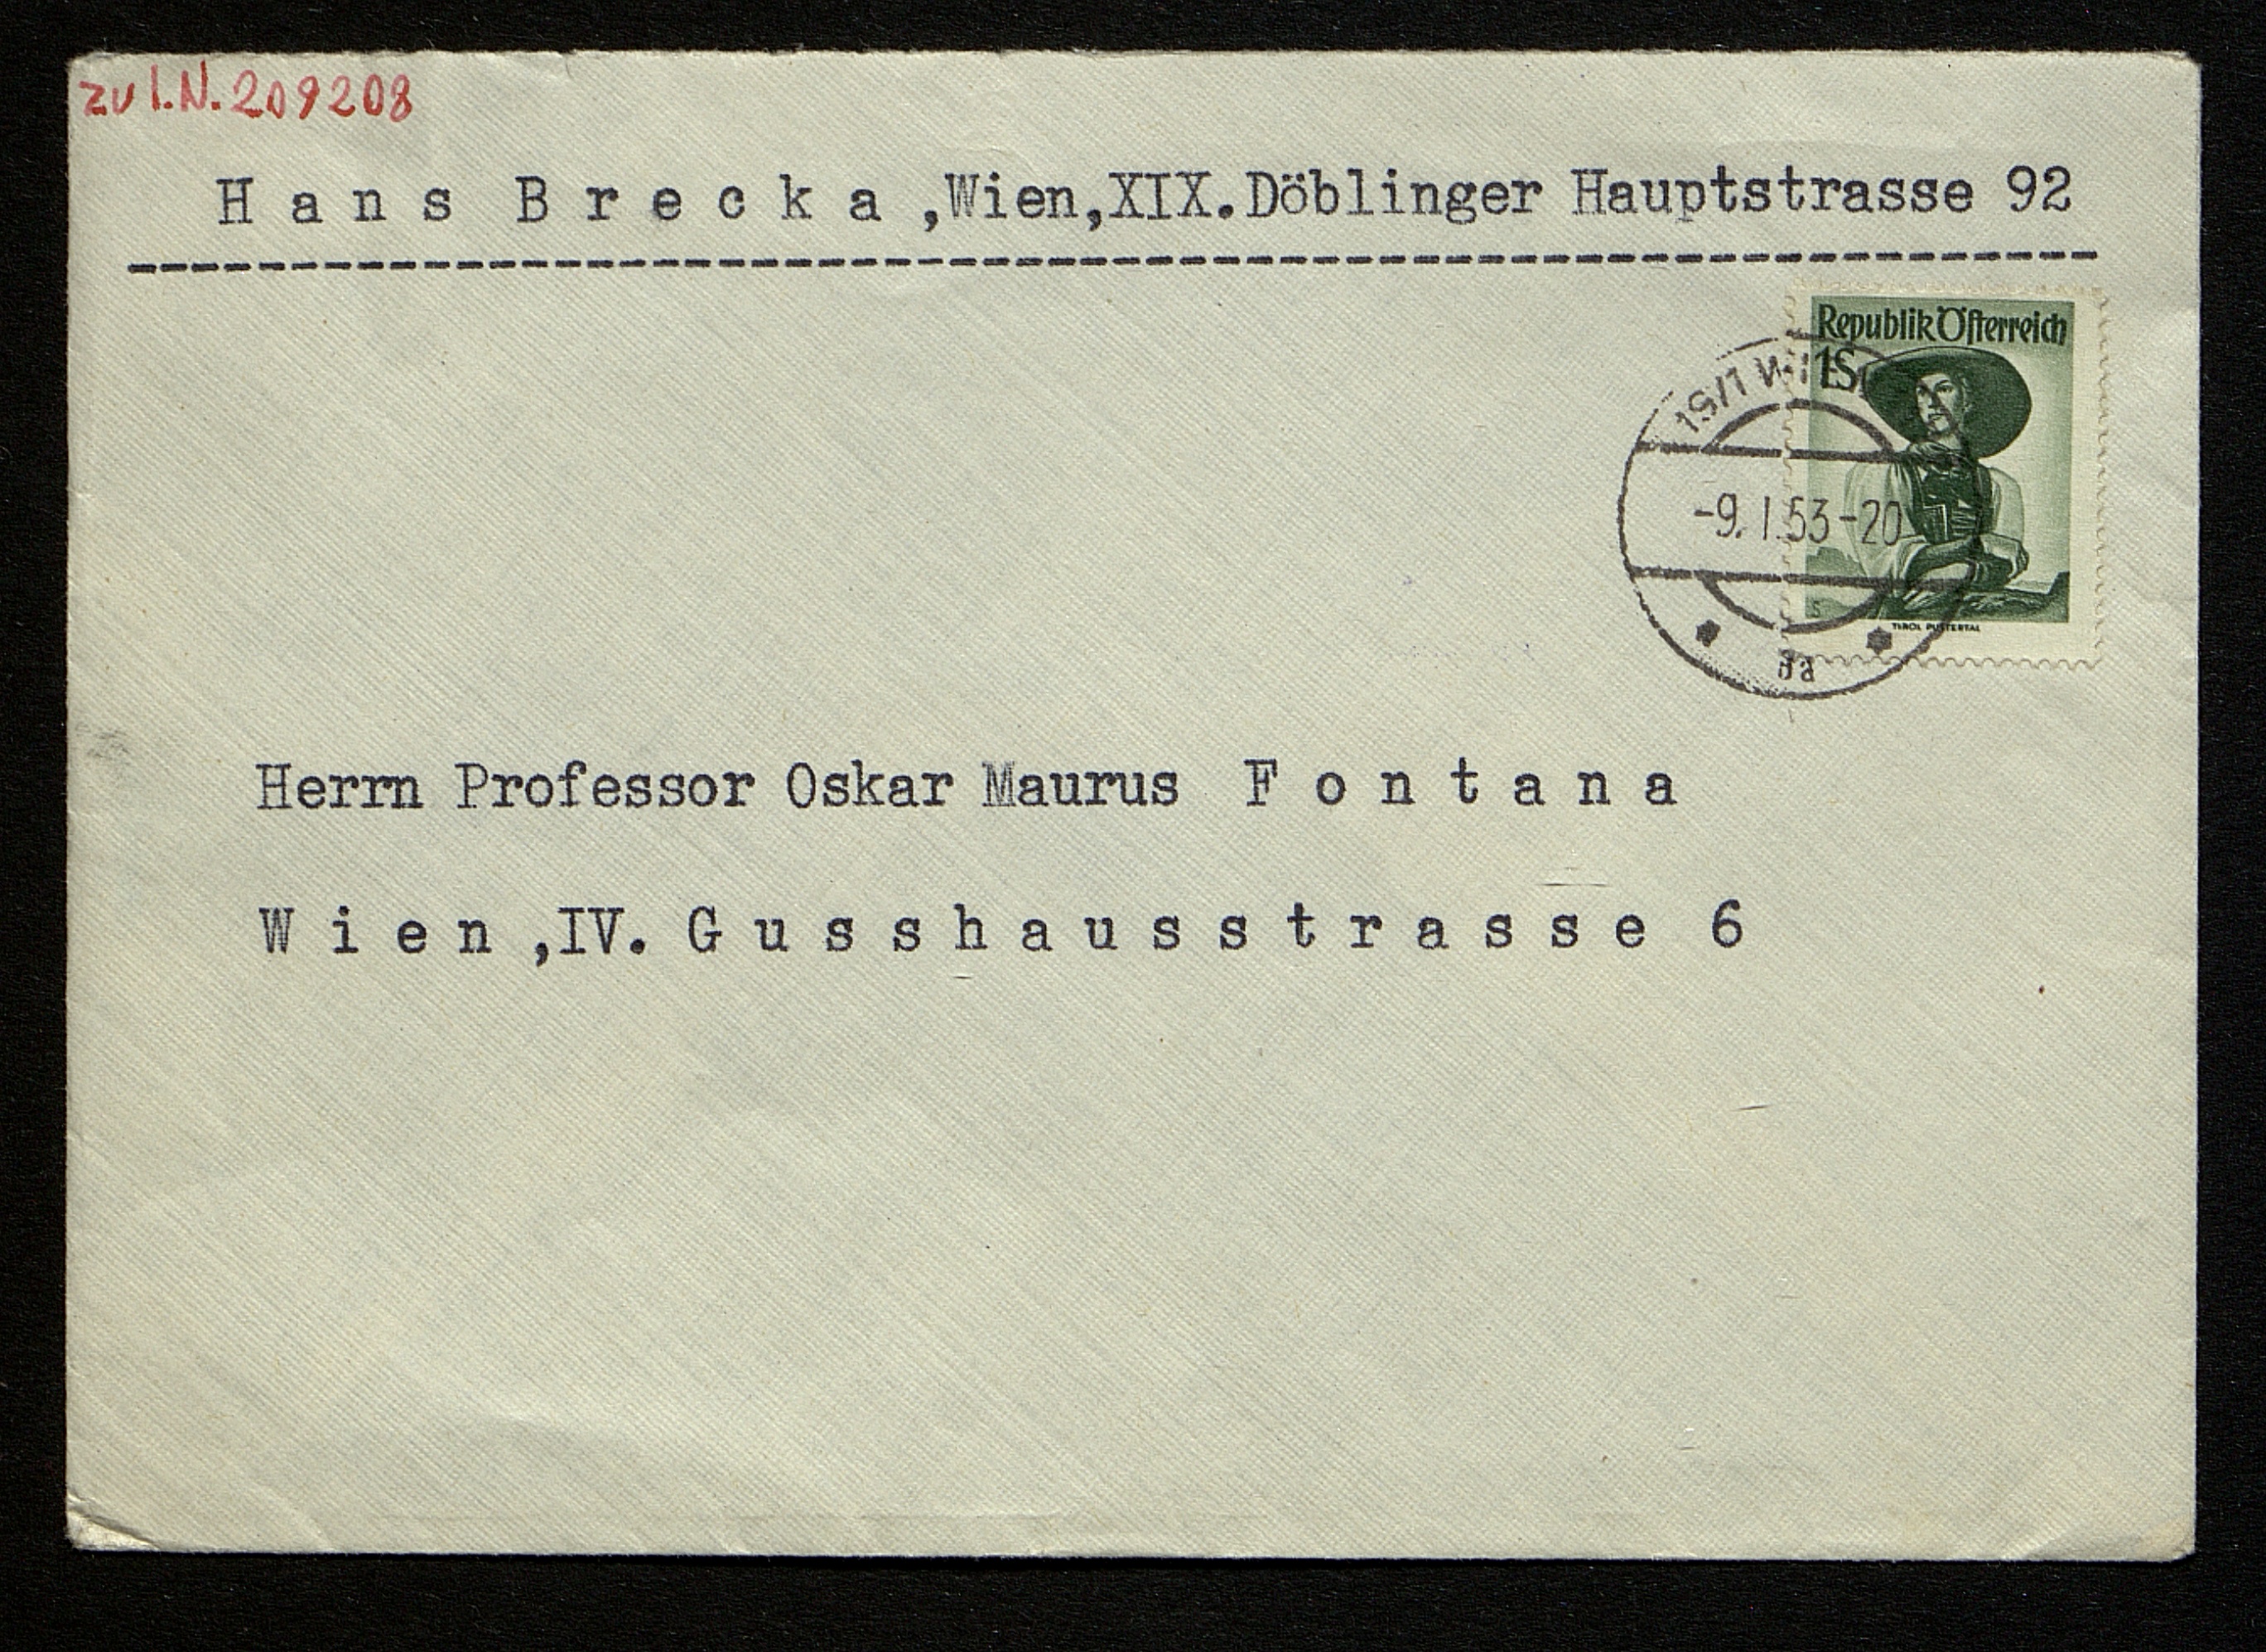 zu I.N. 209208
H a n s  B r e c k a ,Wien,XIX.Döblinger Hauptstrasse 92
Republik Österreich
1S
-9. I. 53-20
TIROL PUSTERTAL
Herrn Professor Oskar Maurus F o n t a n a
W i e n ,IV. G u s s h a u s s t r a s s e 6